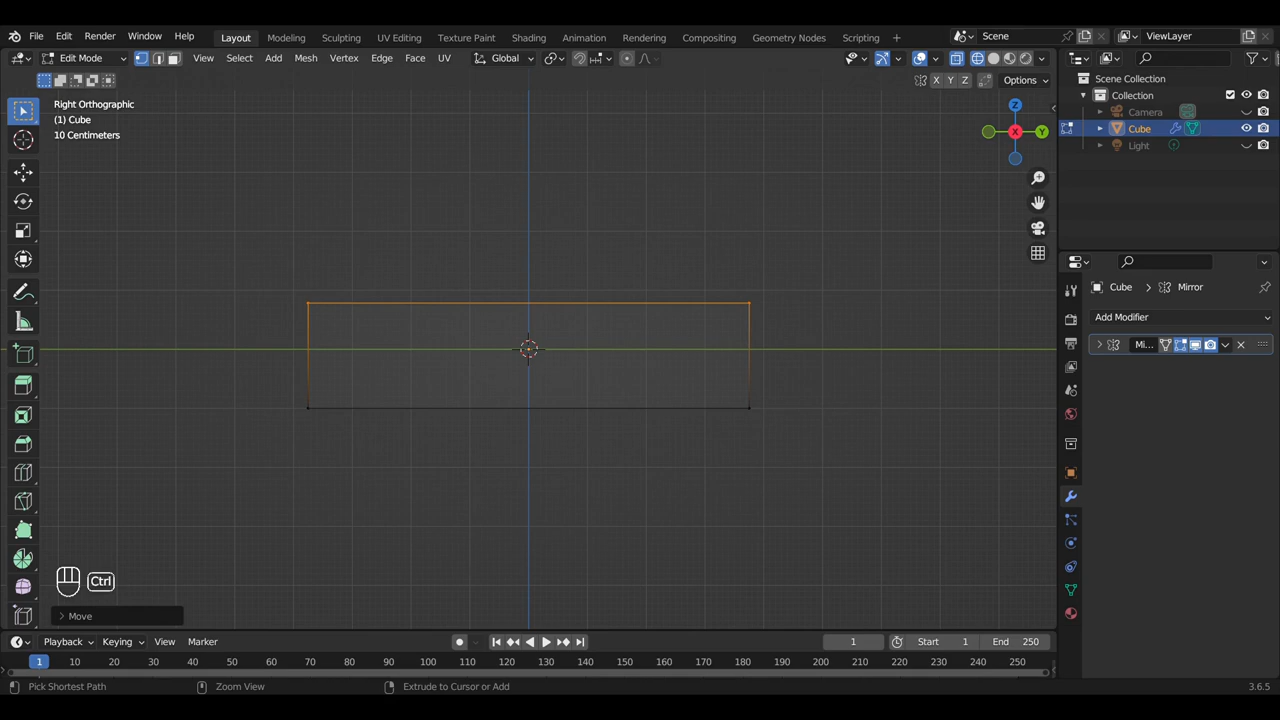 File Edit Render Window Help Layout Modeling Sculpting UV Editing Texture Paint Shading Animation Rendering Compositing Geometry Nodes Scripting + Scene ViewLayer
Edit Mode View Select Add Mesh Vertex Edge Face UV Global
X Y Z Options
Scene Collection
Collection
Camera
Cube
Light
Right Orthographic
(1) Cube
10 Centimeters
Z
X
Y
Cube > Mirror
Add Modifier
Mi...
Ctrl
> Move
Playback Keying View Marker 1 Start 1 End 250
1 10 20 30 40 50 60 70 80 90 100 110 120 130 140 150 160 170 180 190 200 210 220 230 240 250
Pick Shortest Path Zoom View Extrude to Cursor or Add 3.6.5